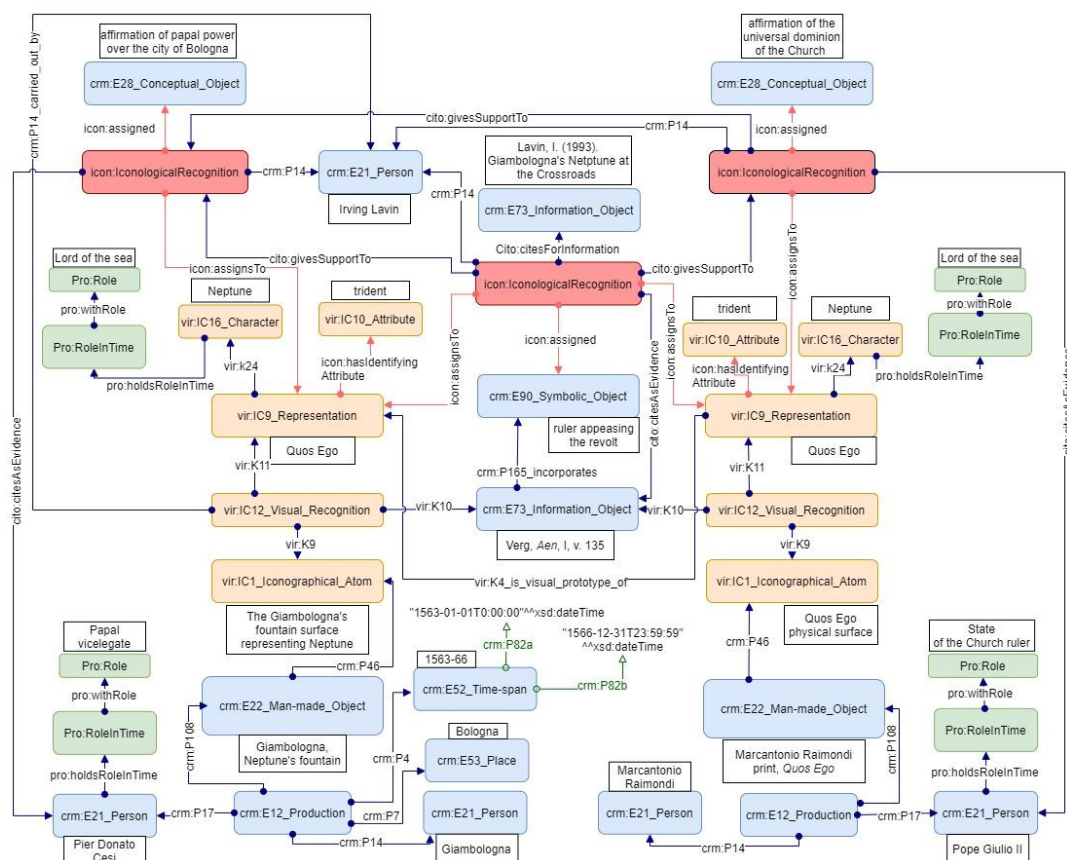 affirmation of papal power
over the city of Bologna
affirmation of the
universal dominion
of the Church
crm:E28_Conceptual_Object
crm:E28_Conceptual_Object
crm:P14_carried_out_by
icon:assigned
cito:givesSupportTo
crm:P14
icon:assigned
Lavin, I. (1993).
Giambologna's Netptune at
the Crossroads
icon:IconologicalRecognition
crm:P14
crm:E21_Person
crm:P14
icon:IconologicalRecognition
Irving Lavin
crm:E73_Information_Object
Lord of the sea
icon:assignsTo
cito:givesSupportTo
Cito:citesForInformation
cito:givesSupportTo
icon:assignsTo
Lord of the sea
Pro:Role
Neptune
trident
icon:IconologicalRecognition
trident
Neptune
Pro:Role
pro:withRole
vir:IC16_Character
vir:IC10_Attribute
vir:IC10_Attribute
vir:IC16_Character
pro:withRole
Pro:RoleInTime
vir:k24
icon:hasIdentifying
Attribute
icon:assignsTo
icon:assigned
icon:assignsTo
icon:hasIdentifying
Attribute
vir:k24
Pro:RoleInTime
pro:holdsRoleInTime
pro:holdsRoleInTime
crm:E90_Symbolic_Object
cito:citesAsEvidence
vir:IC9_Representation
vir:IC9_Representation
ruler appeasing
the revolt
Quos Ego
Quos Ego
cito:citesAsEvidence
vir:K11
crm:P165_incorporates
vir:K11
cito:citesAsEvidence
vir:IC12_Visual_Recognition
vir:K10
crm:E73_Information_Object
vir:K10
vir:IC12_Visual_Recognition
vir:K9
Verg, Aen, I, v. 135
vir:K9
vir:IC1_Iconographical_Atom
vir:K4_is_visual_prototype_of
vir:IC1_Iconographical_Atom
The Giambologna's
fountain surface
representing Neptune
"1563-01-01T0:00:00"^^xsd:dateTime
Quos Ego
physical surface
Papal
vicelegate
"1566-12-31T23:59:59"
^^xsd:dateTime
State
of the Church ruler
crm:P82a
crm:P46
1563-66
crm:P46
Pro:Role
crm:E52_Time-span
crm:P82b
Pro:Role
pro:withRole
crm:E22_Man-made_Object
crm:E22_Man-made_Object
pro:withRole
Pro:RoleInTime
crm:P108
Bologna
crm:P108
Pro:RoleInTime
Giambologna,
Neptune's fountain
crm:P4
crm:E53_Place
Marcantonio Raimondi
print, Quos Ego
pro:holdsRoleInTime
Marcantonio
Raimondi
pro:holdsRoleInTime
crm:E21_Person
crm:P17
crm:E12_Production
crm:P7
crm:E21_Person
crm:E21_Person
crm:E12_Production
crm:P17
crm:E21_Person
Pier Donato
Cesi
crm:P14
Giambologna
crm:P14
Pope Giulio II